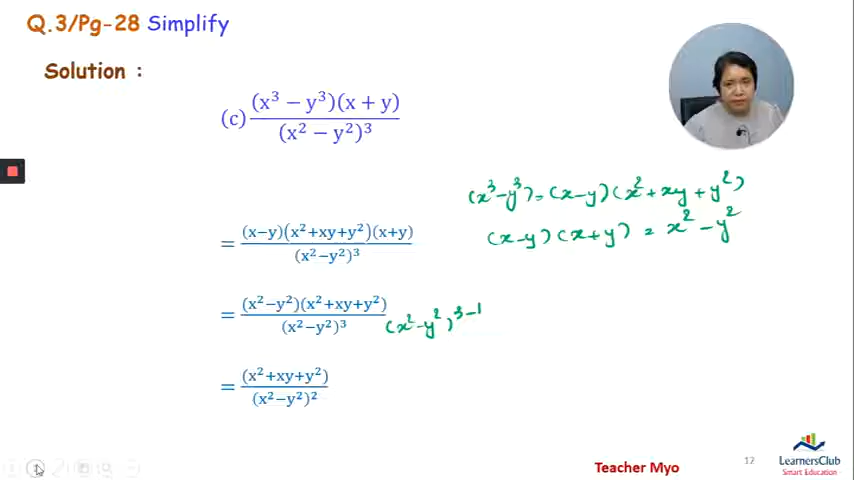 Q.3/Pg-28 Simplify
Solution :
(c) (x³ − y³)(x + y) / (x² − y²)³
(x³-y³) = (x-y)(x²+xy+y²)
(x-y)(x+y) = x²-y²
= (x−y)(x²+xy+y²)(x+y) / (x²−y²)³
= (x²−y²)(x²+xy+y²) / (x²−y²)³ (x²-y²)³⁻¹
= (x²+xy+y²) / (x²−y²)²
Teacher Myo
12
LearnersClub
Smart Education